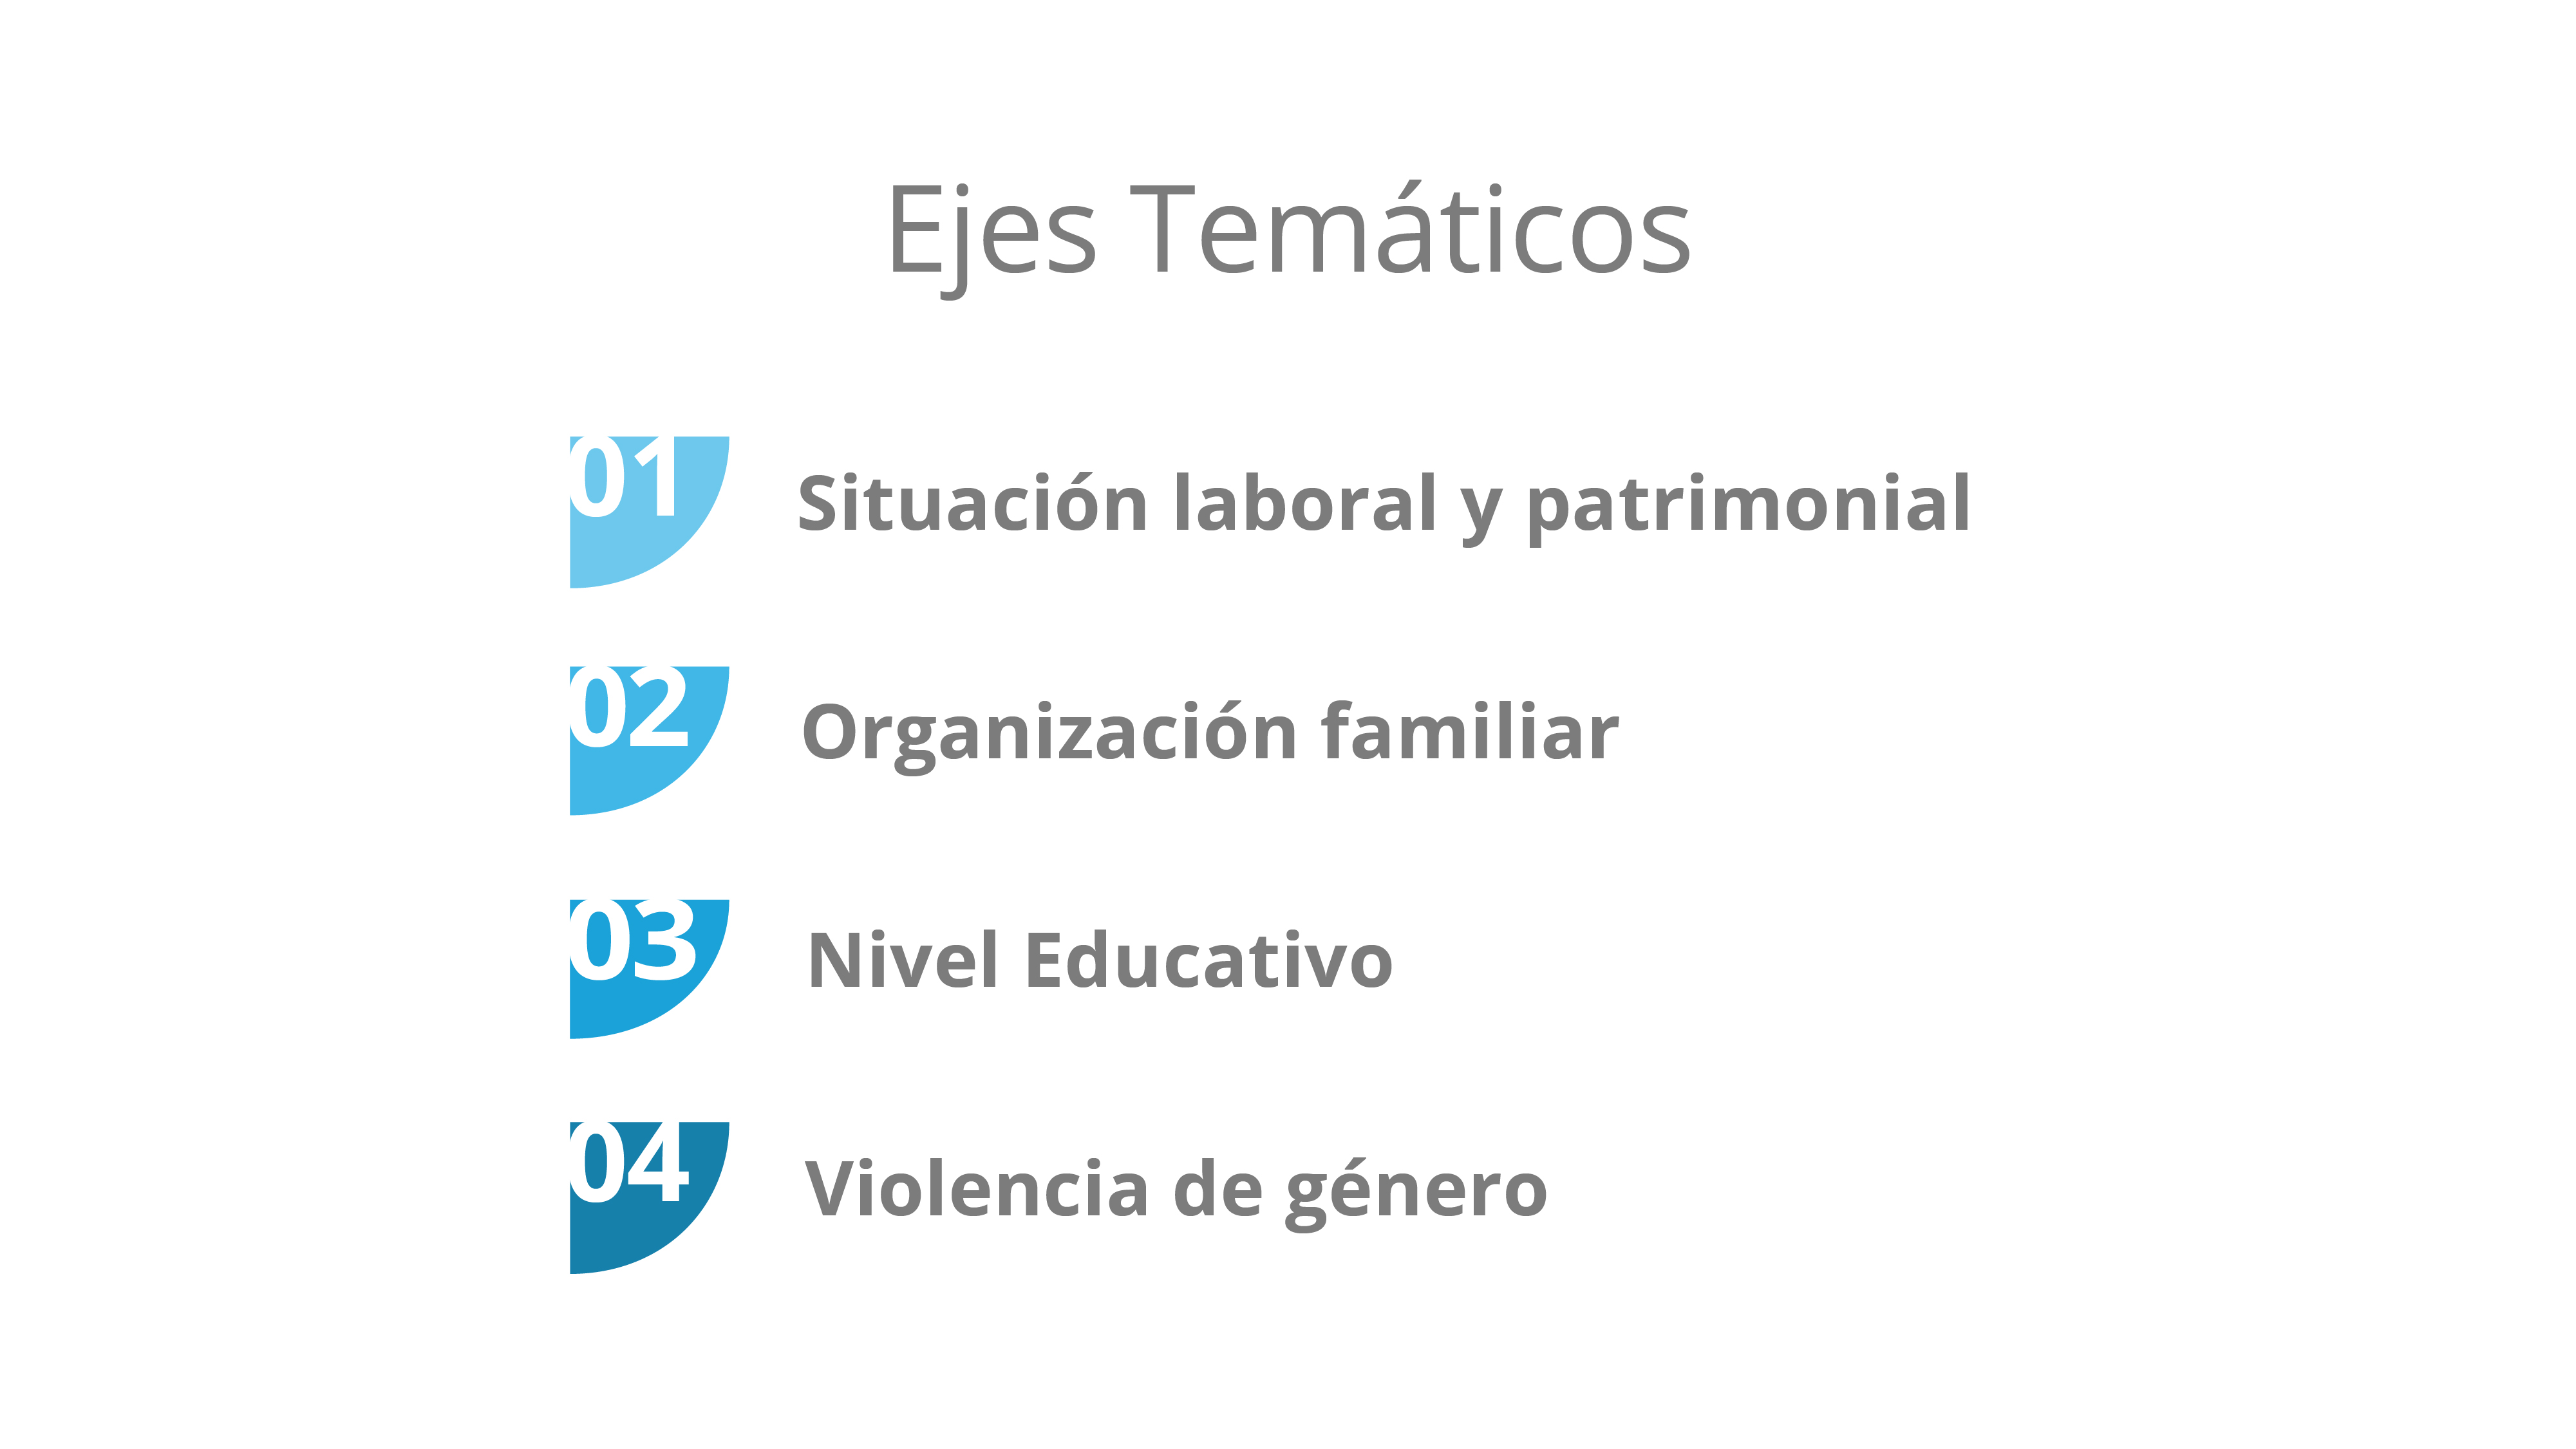 Ejes Temáticos
01
Situación laboral y patrimonial
02
Organización familiar
03
Nivel Educativo
04
Violencia de género